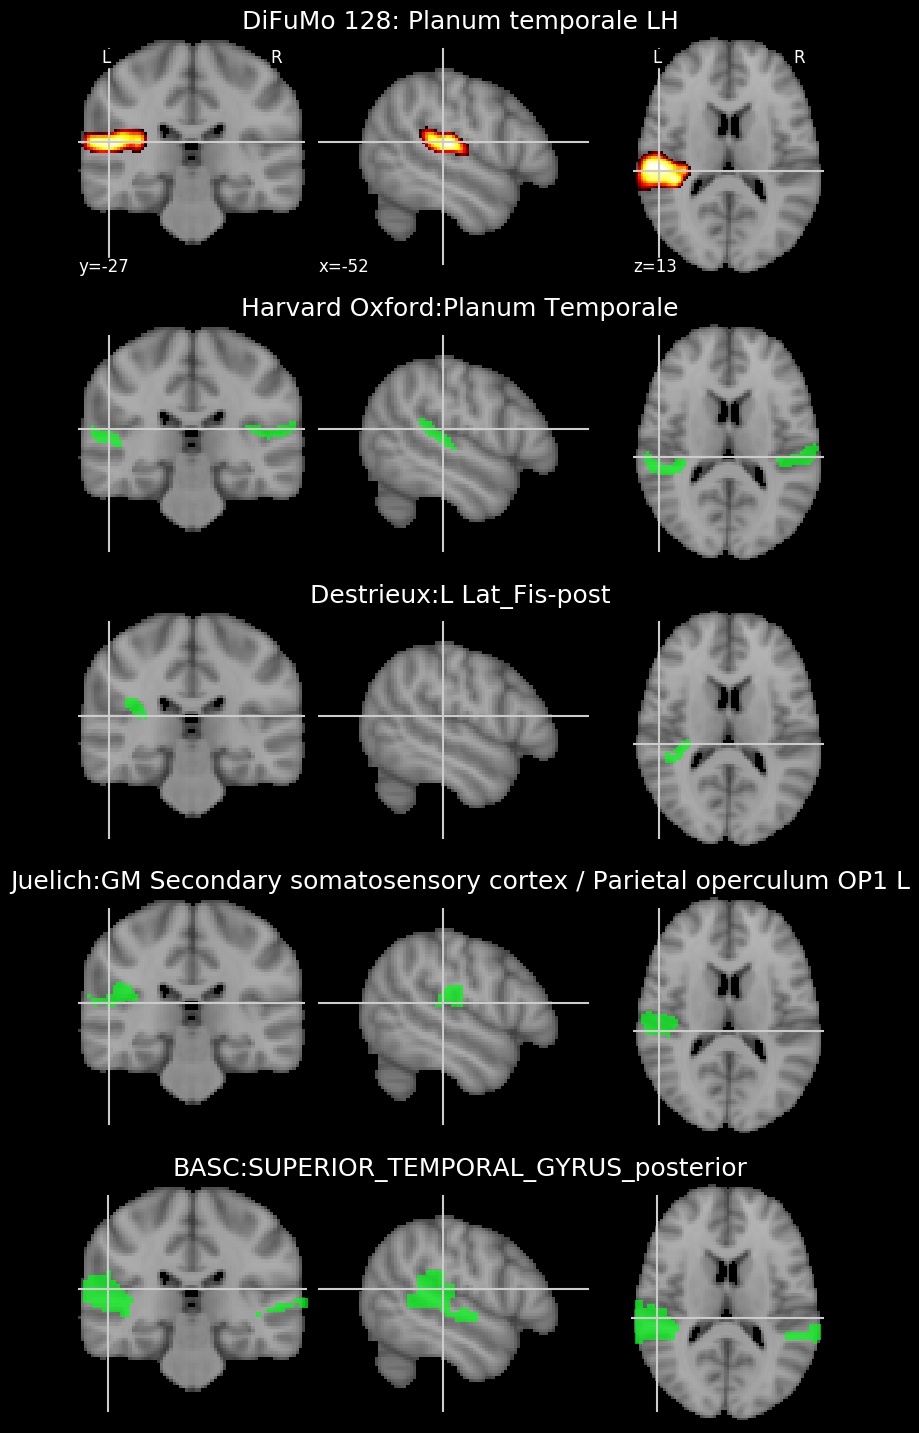 DiFuMo 128: Planum temporale LH
L R L R
y=-27 x=-52 z=13
Harvard Oxford:Planum Temporale
Destrieux:L Lat_Fis-post
Juelich:GM Secondary somatosensory cortex / Parietal operculum OP1 L
BASC:SUPERIOR_TEMPORAL_GYRUS_posterior